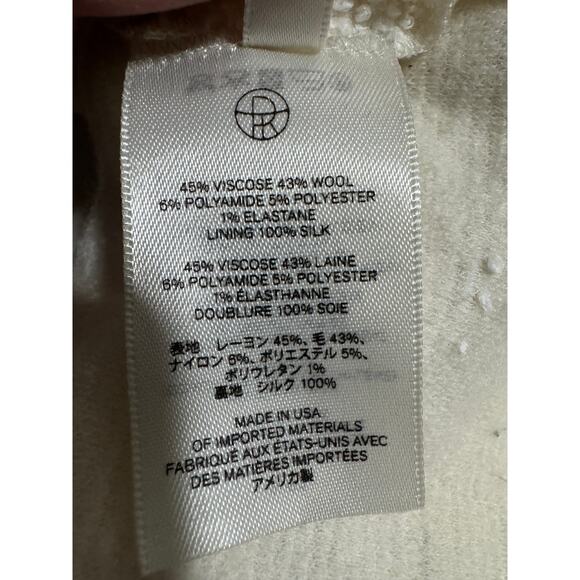 45% VISCOSE 43% WOOL
6% POLYAMIDE 5% POLYESTER
1% ELASTANE
LINING 100% SILK
45% VISCOSE 43% LAINE
6% POLYAMIDE 5% POLYESTER
1% ÉLASTHANNE
DOUBLURE 100% SOIE
表地 レーヨン 45%、毛 43%、
ナイロン 6%、ポリエステル 5%、
ポリウレタン 1%
裏地 シルク 100%
MADE IN USA
OF IMPORTED MATERIALS
FABRIQUÉ AUX ÉTATS-UNIS AVEC
DES MATIÈRES IMPORTÉES
アメリカ製